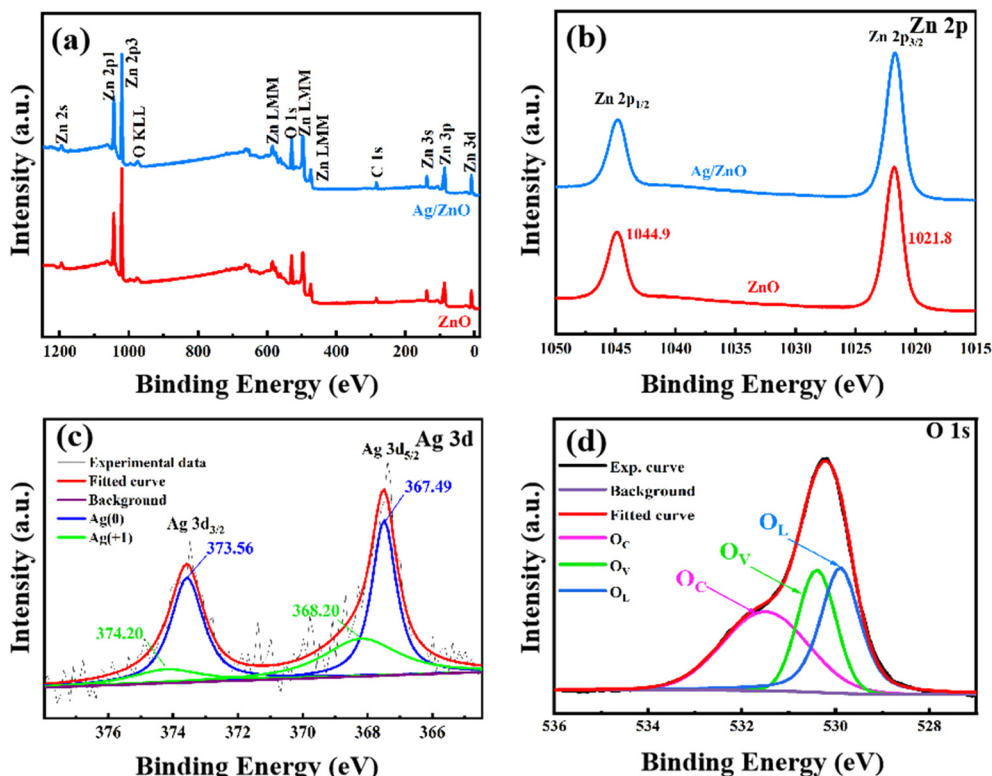 (a)
Zn 2s
Zn 2p1
Zn 2p3
O KLL
Zn LMM
O 1s
Zn LMM
Zn LMM
C 1s
Zn 3s
Zn 3p
Zn 3d
Ag/ZnO
ZnO
Intensity (a.u.)
1200 1000 800 600 400 200 0
Binding Energy (eV)
(b)
Zn 2p
Zn 2p3/2
Zn 2p1/2
Ag/ZnO
1044.9
1021.8
ZnO
Intensity (a.u.)
1050 1045 1040 1035 1030 1025 1020 1015
Binding Energy (eV)
(c)
Ag 3d
Ag 3d5/2
Experimental data
Fitted curve
Background
Ag(0)
Ag(+1)
367.49
Ag 3d3/2
373.56
368.20
374.20
Intensity (a.u.)
376 374 372 370 368 366
Binding Energy (eV)
(d)
O 1s
Exp. curve
Background
Fitted curve
OC
OV
OL
OL
OV
OC
Intensity (a.u.)
536 534 532 530 528
Binding Energy (eV)